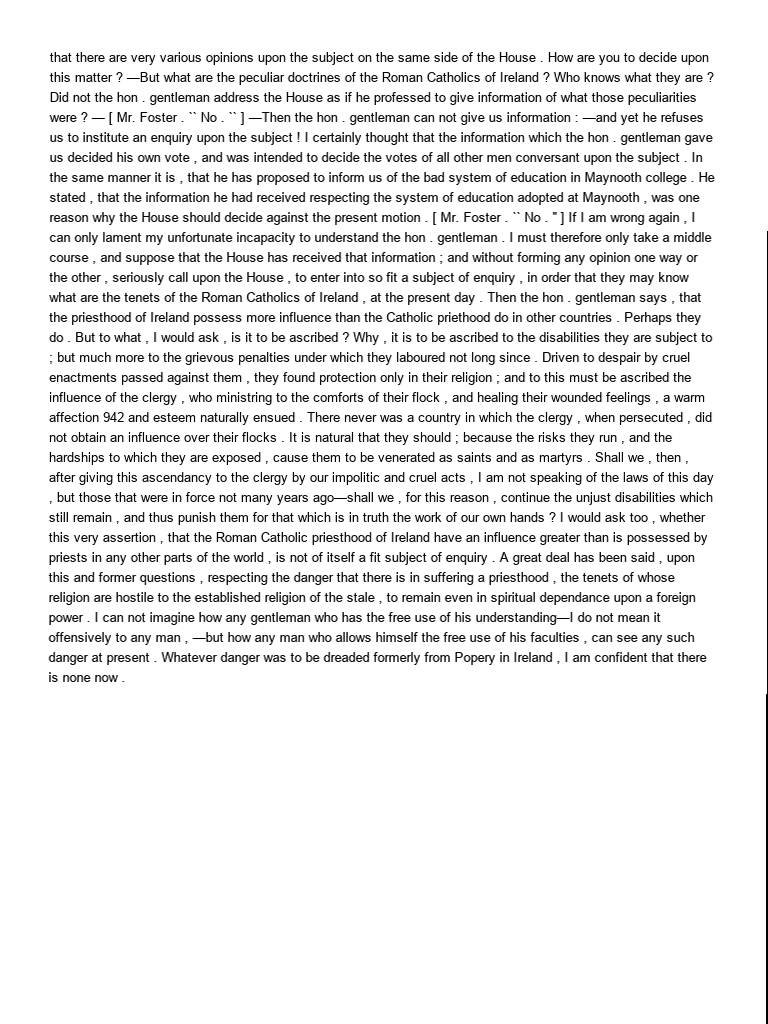 that there are very various opinions upon the subject on the same side of the House . How are you to decide upon
this matter ? —But what are the peculiar doctrines of the Roman Catholics of Ireland ? Who knows what they are ?
Did not the hon . gentleman address the House as if he professed to give information of what those peculiarities
were ? — [ Mr. Foster . `` No . `` ] —Then the hon . gentleman can not give us information : —and yet he refuses
us to institute an enquiry upon the subject ! I certainly thought that the information which the hon . gentleman gave
us decided his own vote , and was intended to decide the votes of all other men conversant upon the subject . In
the same manner it is , that he has proposed to inform us of the bad system of education in Maynooth college . He
stated , that the information he had received respecting the system of education adopted at Maynooth , was one
reason why the House should decide against the present motion . [ Mr. Foster . `` No . " ] If I am wrong again , I
can only lament my unfortunate incapacity to understand the hon . gentleman . I must therefore only take a middle
course , and suppose that the House has received that information ; and without forming any opinion one way or
the other , seriously call upon the House , to enter into so fit a subject of enquiry , in order that they may know
what are the tenets of the Roman Catholics of Ireland , at the present day . Then the hon . gentleman says , that
the priesthood of Ireland possess more influence than the Catholic priethood do in other countries . Perhaps they
do . But to what , I would ask , is it to be ascribed ? Why , it is to be ascribed to the disabilities they are subject to
; but much more to the grievous penalties under which they laboured not long since . Driven to despair by cruel
enactments passed against them , they found protection only in their religion ; and to this must be ascribed the
influence of the clergy , who ministring to the comforts of their flock , and healing their wounded feelings , a warm
affection 942 and esteem naturally ensued . There never was a country in which the clergy , when persecuted , did
not obtain an influence over their flocks . It is natural that they should ; because the risks they run , and the
hardships to which they are exposed , cause them to be venerated as saints and as martyrs . Shall we , then ,
after giving this ascendancy to the clergy by our impolitic and cruel acts , I am not speaking of the laws of this day
, but those that were in force not many years ago—shall we , for this reason , continue the unjust disabilities which
still remain , and thus punish them for that which is in truth the work of our own hands ? I would ask too , whether
this very assertion , that the Roman Catholic priesthood of Ireland have an influence greater than is possessed by
priests in any other parts of the world , is not of itself a fit subject of enquiry . A great deal has been said , upon
this and former questions , respecting the danger that there is in suffering a priesthood , the tenets of whose
religion are hostile to the established religion of the stale , to remain even in spiritual dependance upon a foreign
power . I can not imagine how any gentleman who has the free use of his understanding—I do not mean it
offensively to any man , —but how any man who allows himself the free use of his faculties , can see any such
danger at present . Whatever danger was to be dreaded formerly from Popery in Ireland , I am confident that there
is none now .